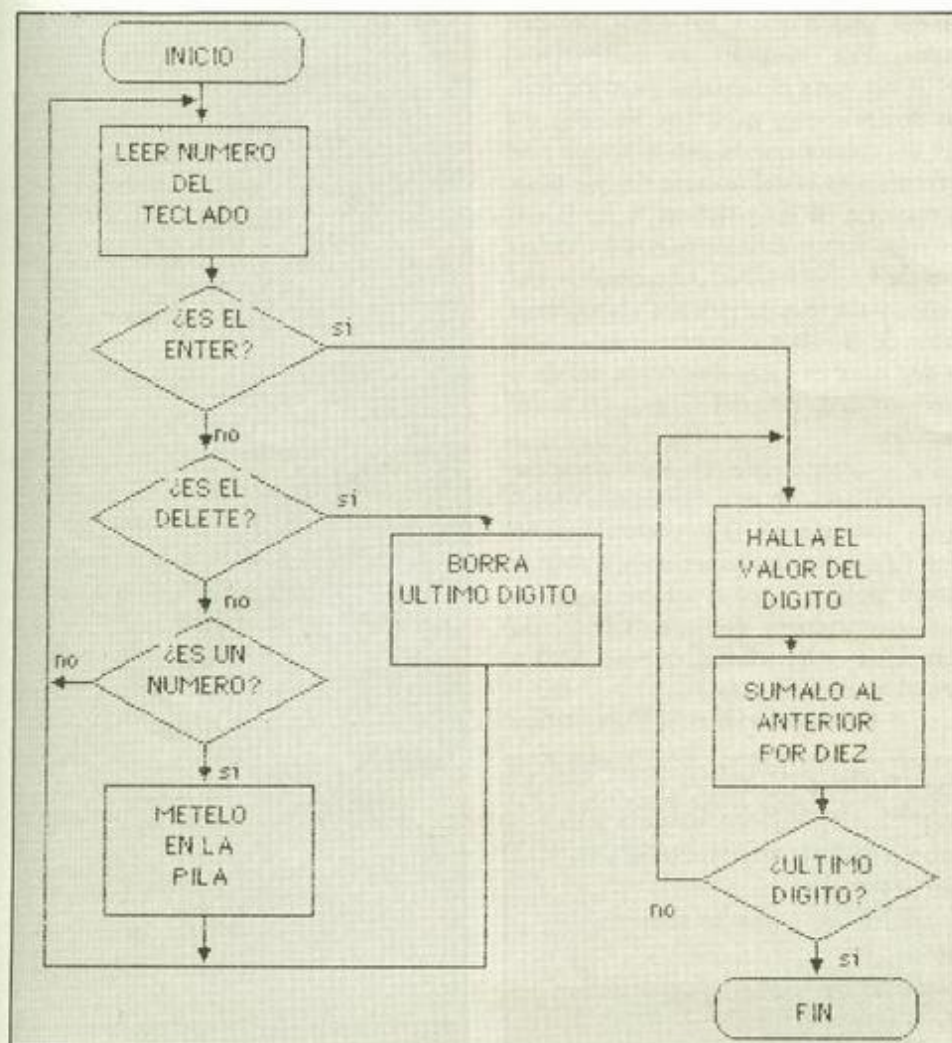 INICIO
LEER NUMERO
DEL
TECLADO
¿ES EL
ENTER?
si
no
¿ES EL
DELETE?
si
no
BORRA
ULTIMO DIGITO
¿ES UN
NUMERO?
no
si
METELO
EN LA
PILA
HALLA EL
VALOR DEL
DIGITO
SUMALO AL
ANTERIOR
POR DIEZ
¿ULTIMO
DIGITO?
no
si
FIN